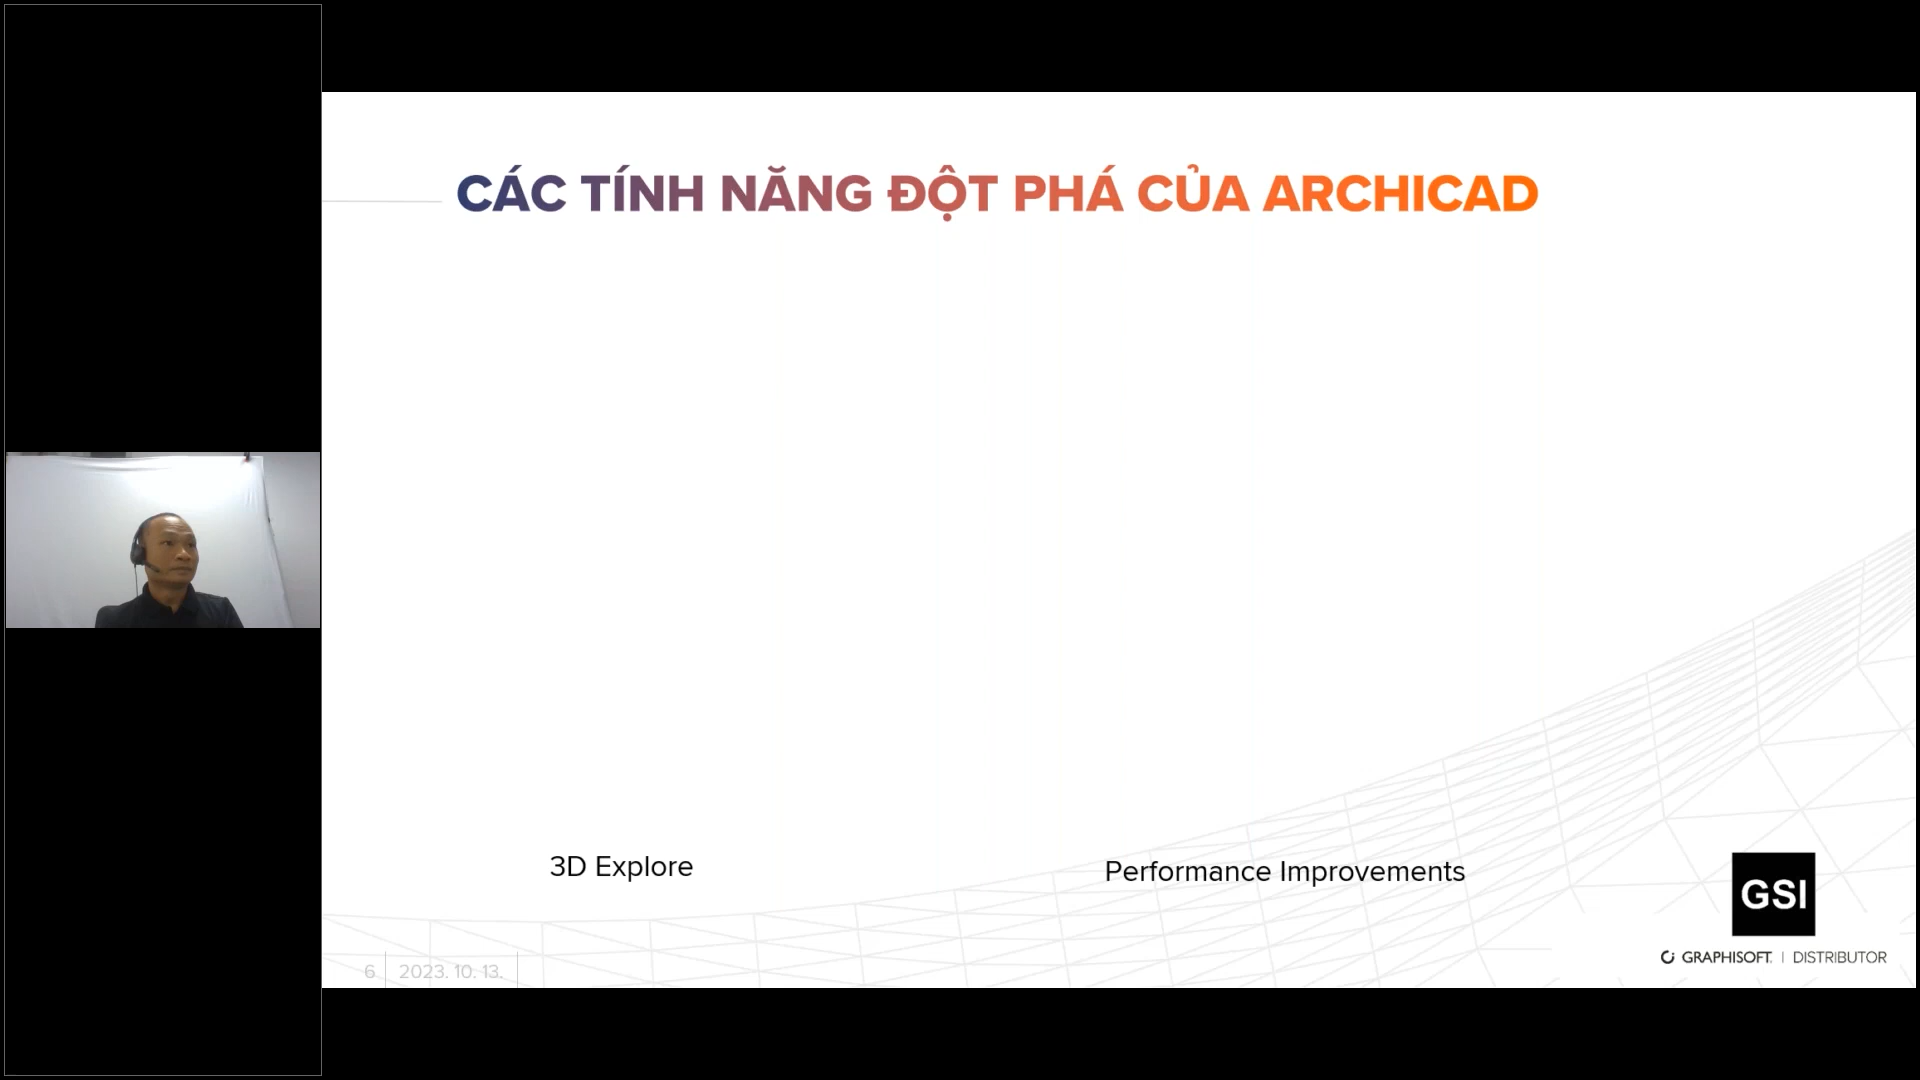 CÁC TÍNH NĂNG ĐỘT PHÁ CỦA ARCHICAD
3D Explore
Performance Improvements
GSI
GRAPHISOFT. | DISTRIBUTOR
6 | 2023. 10. 13.